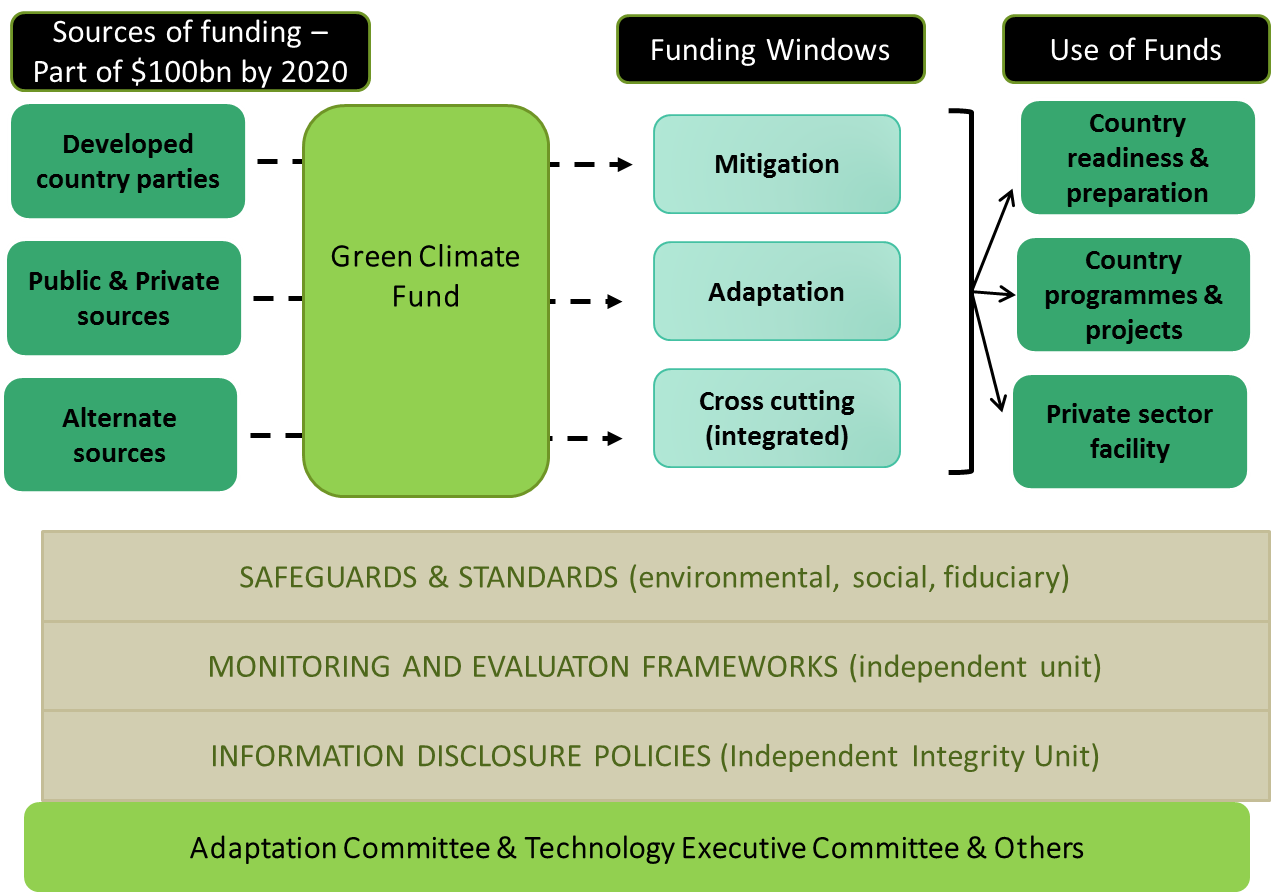 Sources of funding –
Part of $100bn by 2020
Funding Windows
Use of Funds
Developed
country parties
Public & Private
sources
Alternate
sources
Green Climate
Fund
Mitigation
Adaptation
Cross cutting
(integrated)
Country
readiness &
preparation
Country
programmes &
projects
Private sector
facility
SAFEGUARDS & STANDARDS (environmental, social, fiduciary)
MONITORING AND EVALUATON FRAMEWORKS (independent unit)
INFORMATION DISCLOSURE POLICIES (Independent Integrity Unit)
Adaptation Committee & Technology Executive Committee & Others